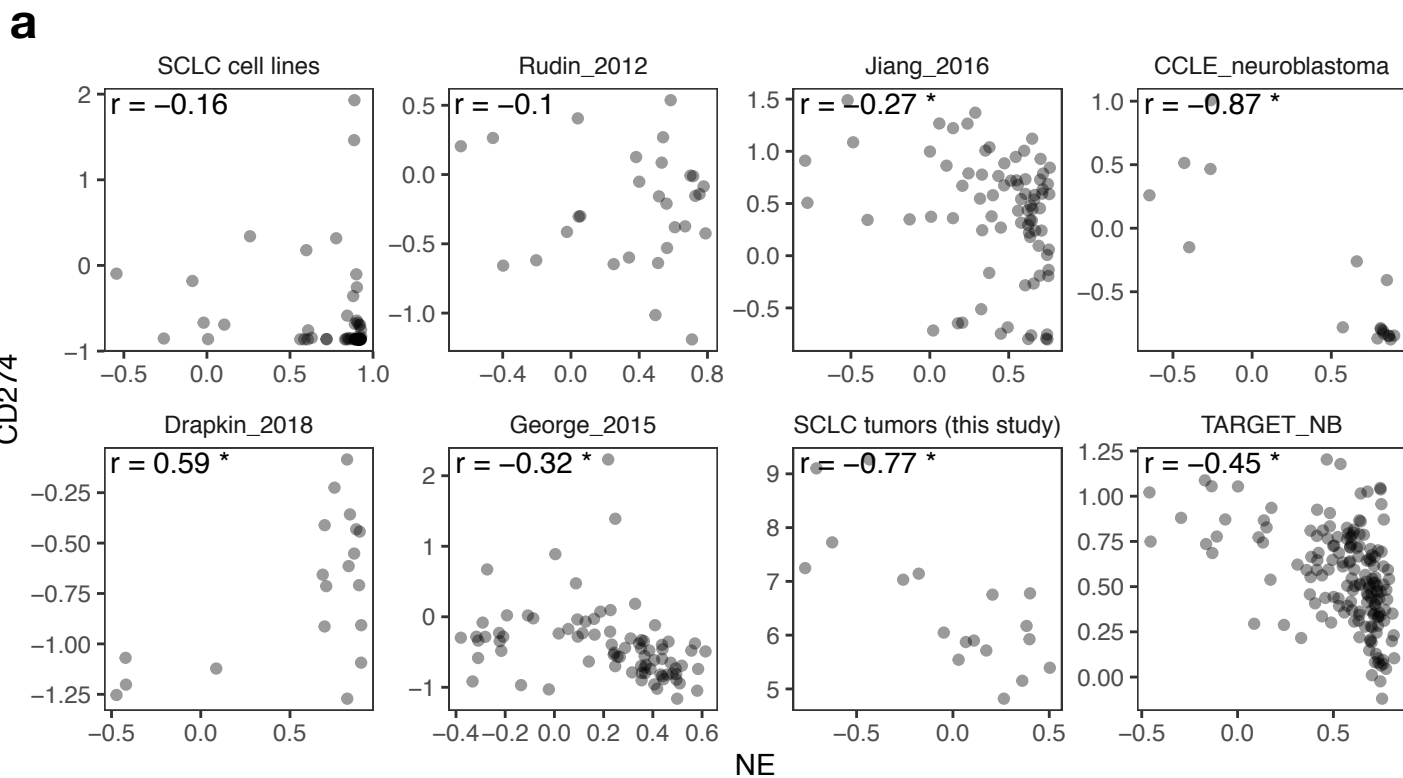 a
SCLC cell lines
Rudin_2012
Jiang_2016
CCLE_neuroblastoma
r = −0.16
r = −0.1
r = −0.27 *
r = −0.87 *
2
1
0
−1
0.5
0.0
−0.5
−1.0
1.5
1.0
0.5
0.0
−0.5
1.0
0.5
0.0
−0.5
−0.5 0.0 0.5 1.0
−0.4 0.0 0.4 0.8
−0.5 0.0 0.5
−0.5 0.0 0.5
CD274
Drapkin_2018
George_2015
SCLC tumors (this study)
TARGET_NB
r = 0.59 *
r = −0.32 *
r = −0.77 *
r = −0.45 *
−0.25
−0.50
−0.75
−1.00
−1.25
2
1
0
−1
9
8
7
6
5
1.25
1.00
0.75
0.50
0.25
0.00
−0.5 0.0 0.5
−0.4 −0.2 0.0 0.2 0.4 0.6
−0.5 0.0 0.5
−0.5 0.0 0.5
NE